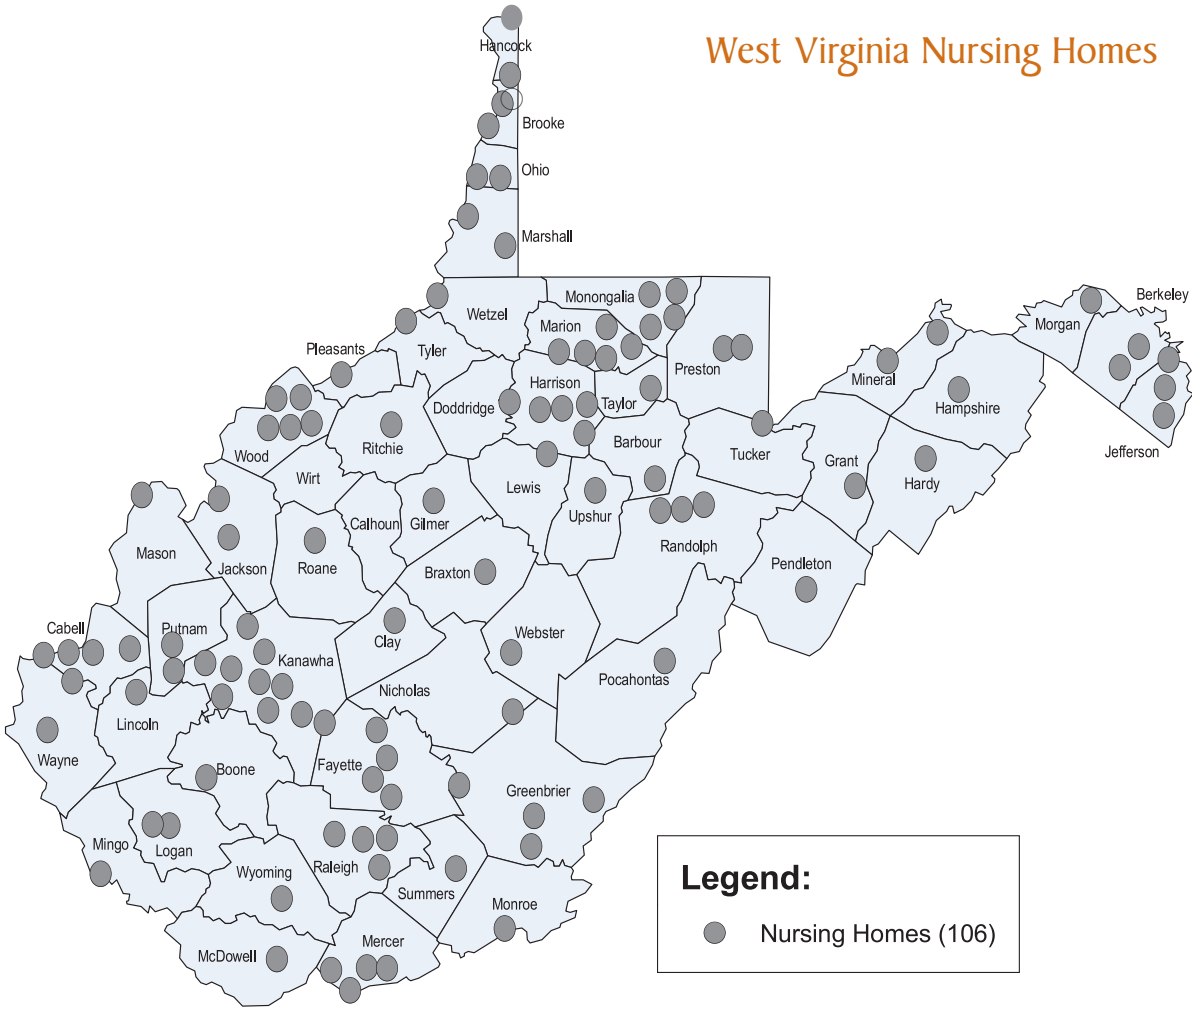 West Virginia Nursing Homes
Hancock
Brooke
Ohio
Marshall
Wetzel
Monongalia
Marion
Preston
Tyler
Pleasants
Harrison
Taylor
Doddridge
Ritchie
Wood
Wirt
Barbour
Tucker
Mineral
Hampshire
Morgan
Berkeley
Jefferson
Grant
Hardy
Mason
Jackson
Roane
Calhoun
Gilmer
Lewis
Upshur
Randolph
Pendleton
Braxton
Cabell
Putnam
Kanawha
Clay
Webster
Nicholas
Pocahontas
Lincoln
Wayne
Boone
Fayette
Greenbrier
Mingo
Logan
Wyoming
Raleigh
Summers
Monroe
McDowell
Mercer
Legend:
Nursing Homes (106)